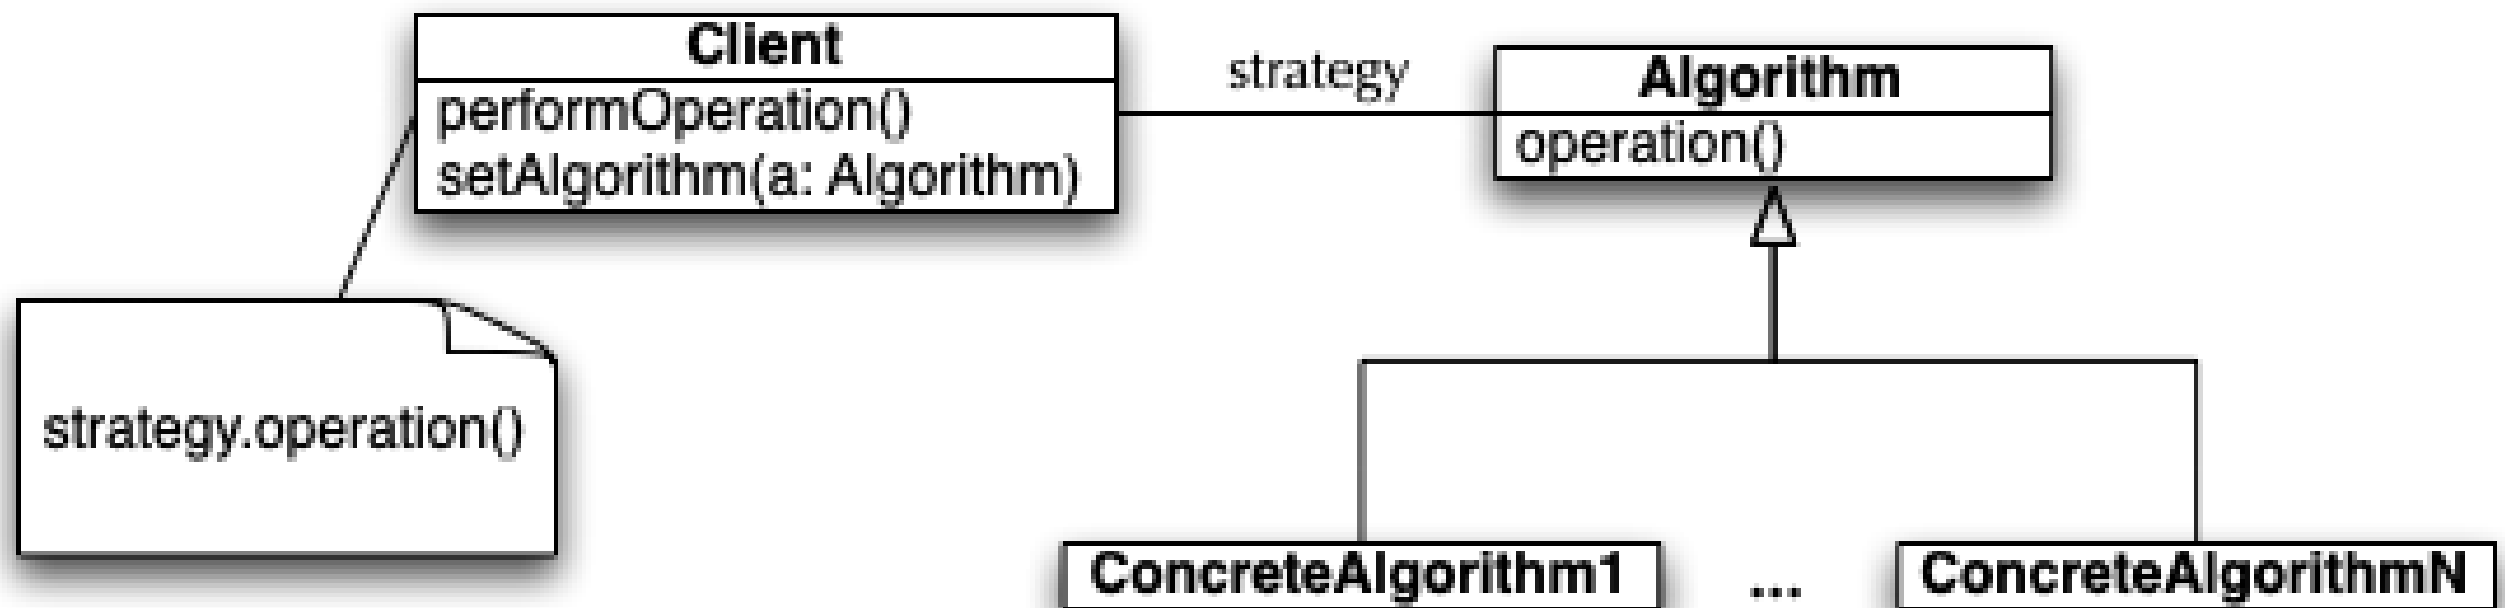 Client
performOperation()
setAlgorithm(a: Algorithm)
strategy
Algorithm
operation()
strategy.operation()
ConcreteAlgorithm1
...
ConcreteAlgorithmN